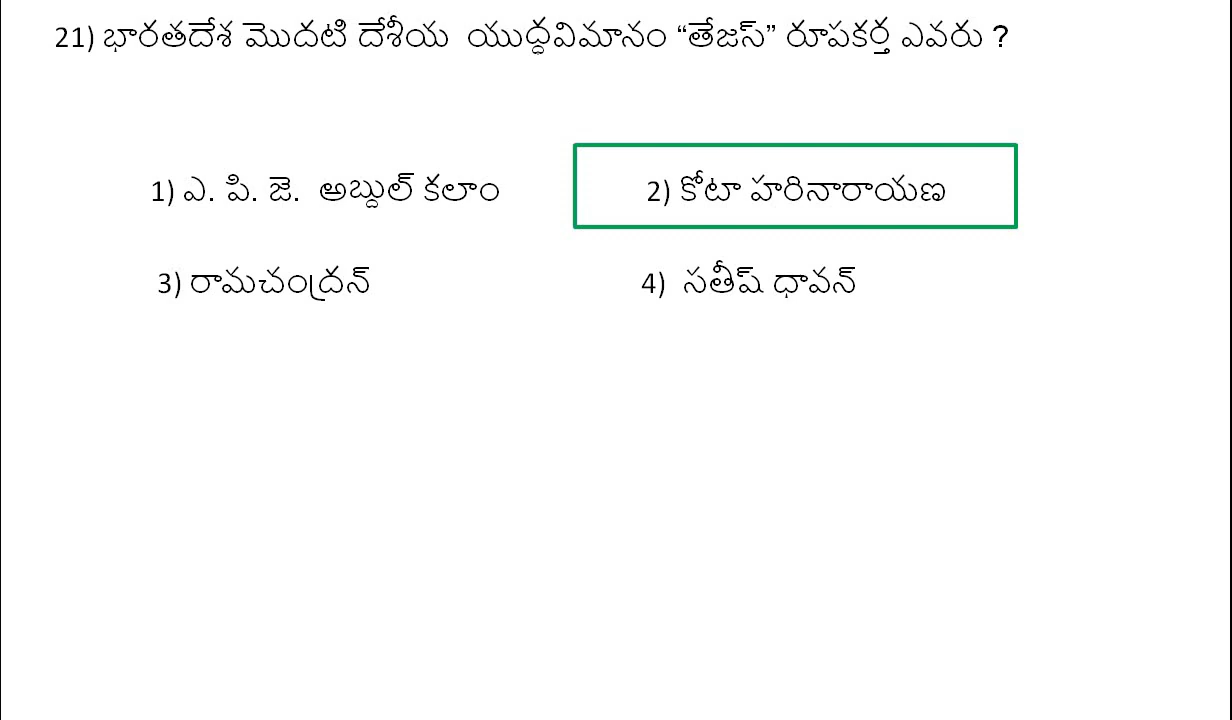 21) భారతదేశ మొదటి దేశీయ యుద్ధవిమానం “తేజస్” రూపకర్త ఎవరు ?
1) ఎ. పి. జె. అబ్దుల్ కలాం 2) కోటా హరినారాయణ
3) రామచంద్రన్ 4) సతీష్ ధావన్